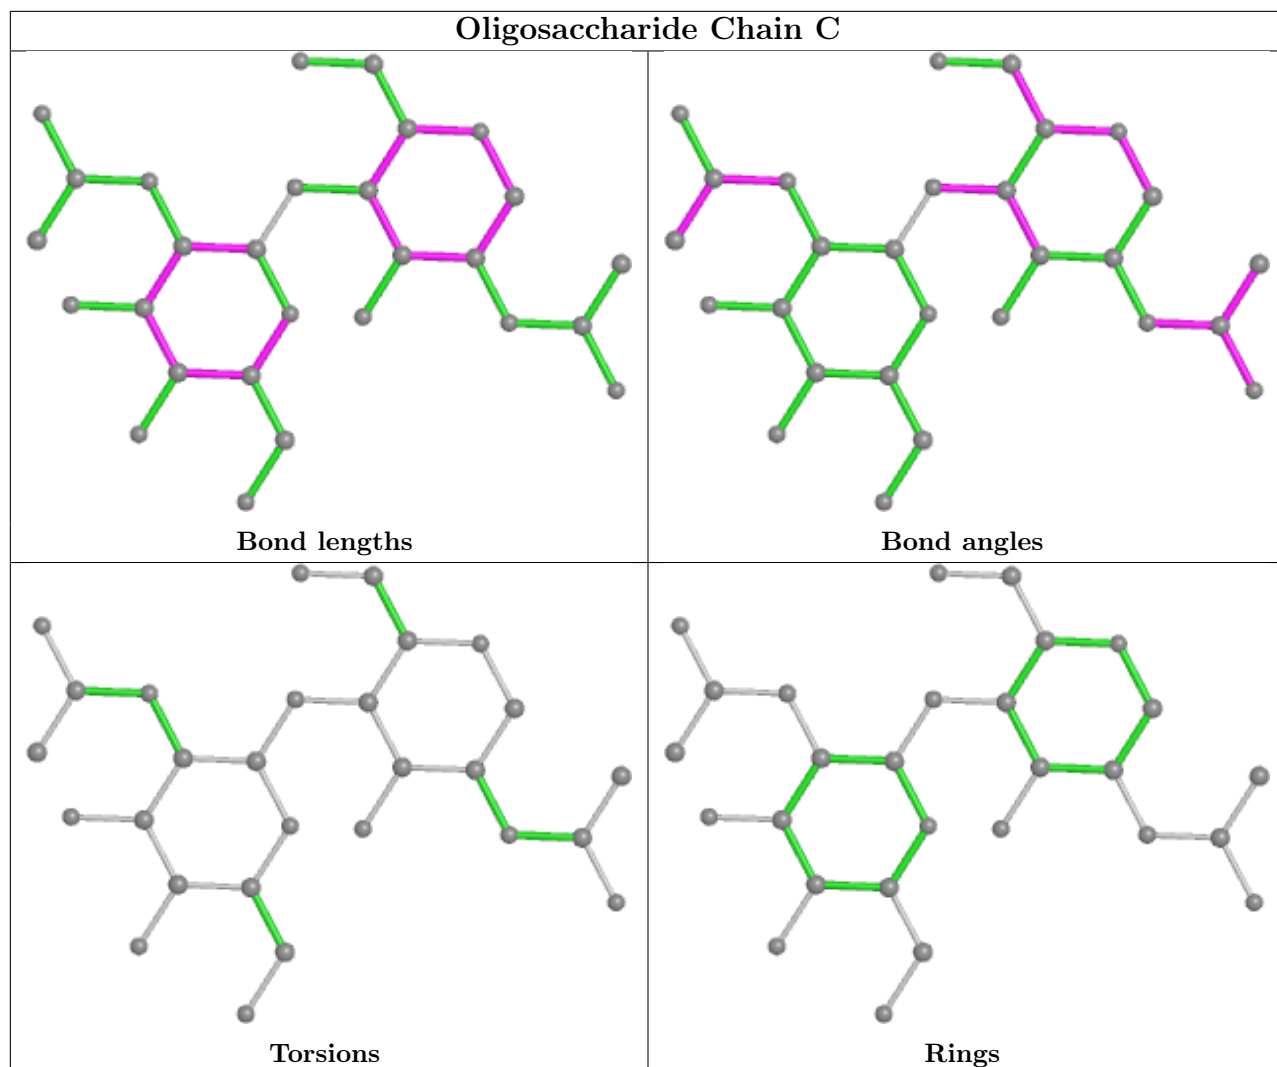 Oligosaccharide Chain C
Bond lengths
Bond angles
Torsions
Rings